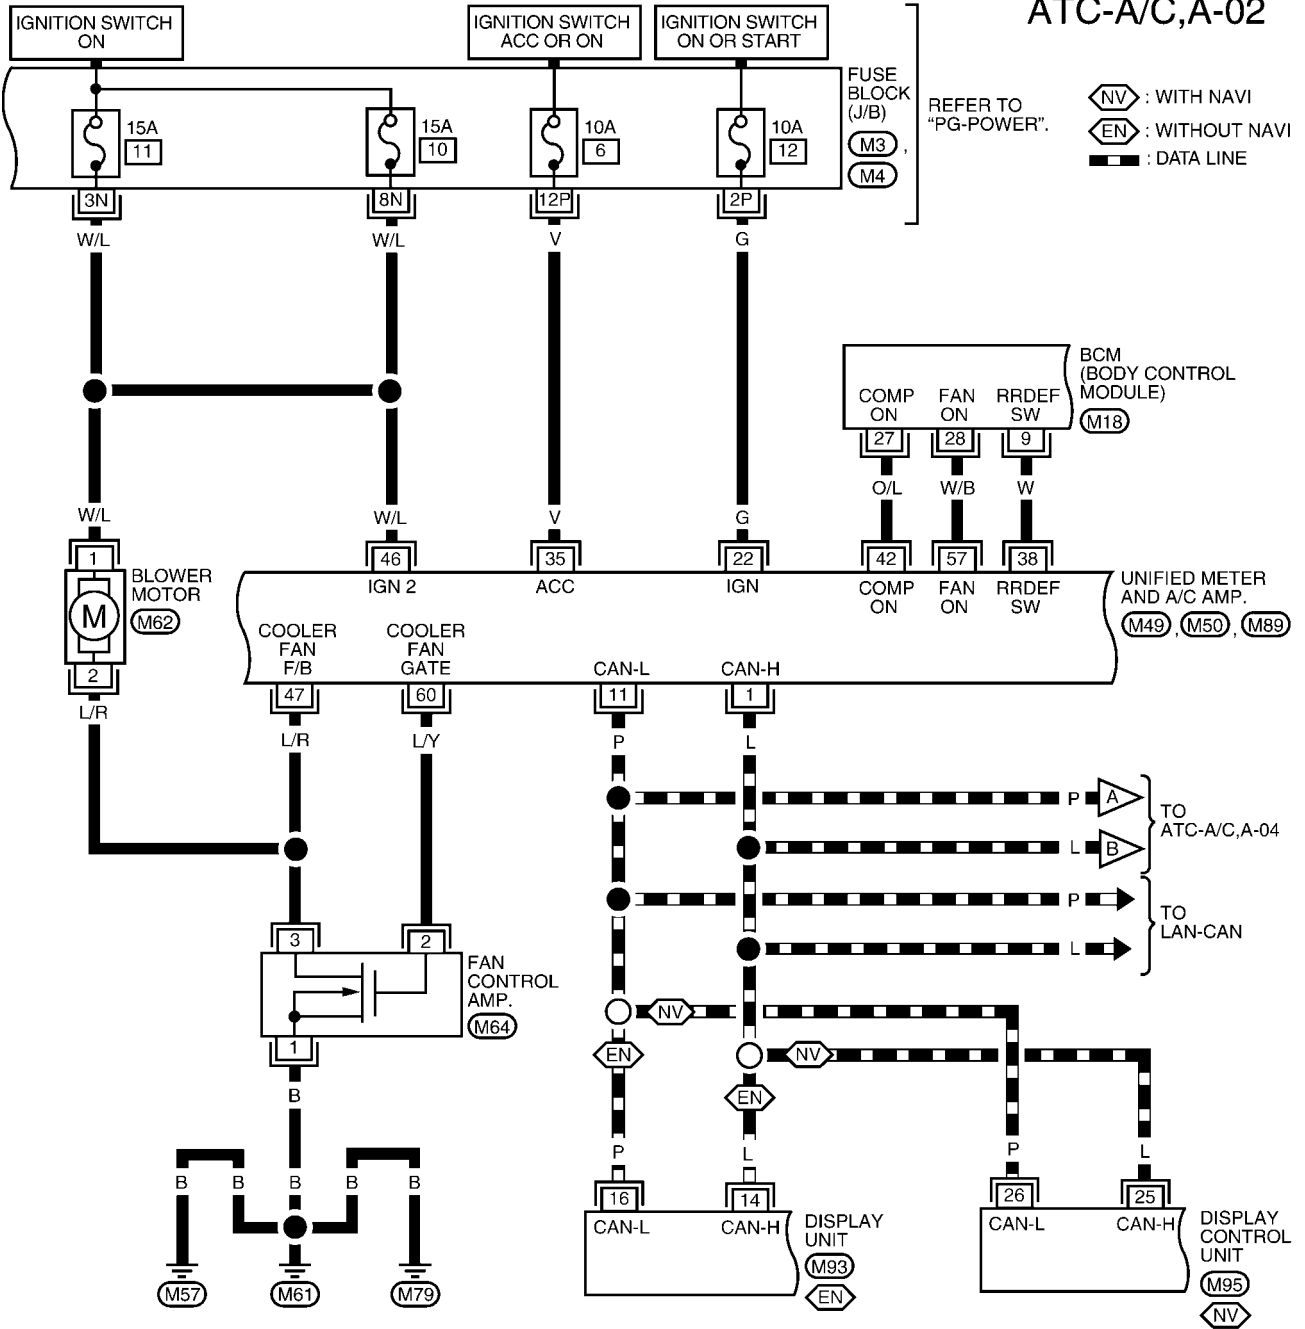 ATC-A/C,A-02
IGNITION SWITCH
ON
IGNITION SWITCH
ACC OR ON
IGNITION SWITCH
ON OR START
FUSE
BLOCK
(J/B)
M3 ,
M4
REFER TO
"PG-POWER".
NV : WITH NAVI
EN : WITHOUT NAVI
: DATA LINE
15A
11
15A
10
10A
6
10A
12
3N
8N
12P
2P
W/L
W/L
V
G
BCM
(BODY CONTROL
MODULE)
M18
COMP
ON
FAN
ON
RRDEF
SW
27
28
9
O/L
W/B
W
W/L
W/L
V
G
1
46
35
22
42
57
38
BLOWER
MOTOR
M62
M
2
L/R
IGN 2
ACC
IGN
COMP
ON
FAN
ON
RRDEF
SW
UNIFIED METER
AND A/C AMP.
M49 , M50 , M89
COOLER
FAN
F/B
COOLER
FAN
GATE
CAN-L
CAN-H
47
60
11
1
L/R
L/Y
P
L
P
A
L
B
TO
ATC-A/C,A-04
P
L
TO
LAN-CAN
3
2
FAN
CONTROL
AMP.
M64
1
B
NV
EN
NV
EN
P
L
P
L
B
B
B
B
B
M57
M61
M79
16
14
CAN-L
CAN-H
DISPLAY
UNIT
M93
EN
26
25
CAN-L
CAN-H
DISPLAY
CONTROL
UNIT
M95
NV